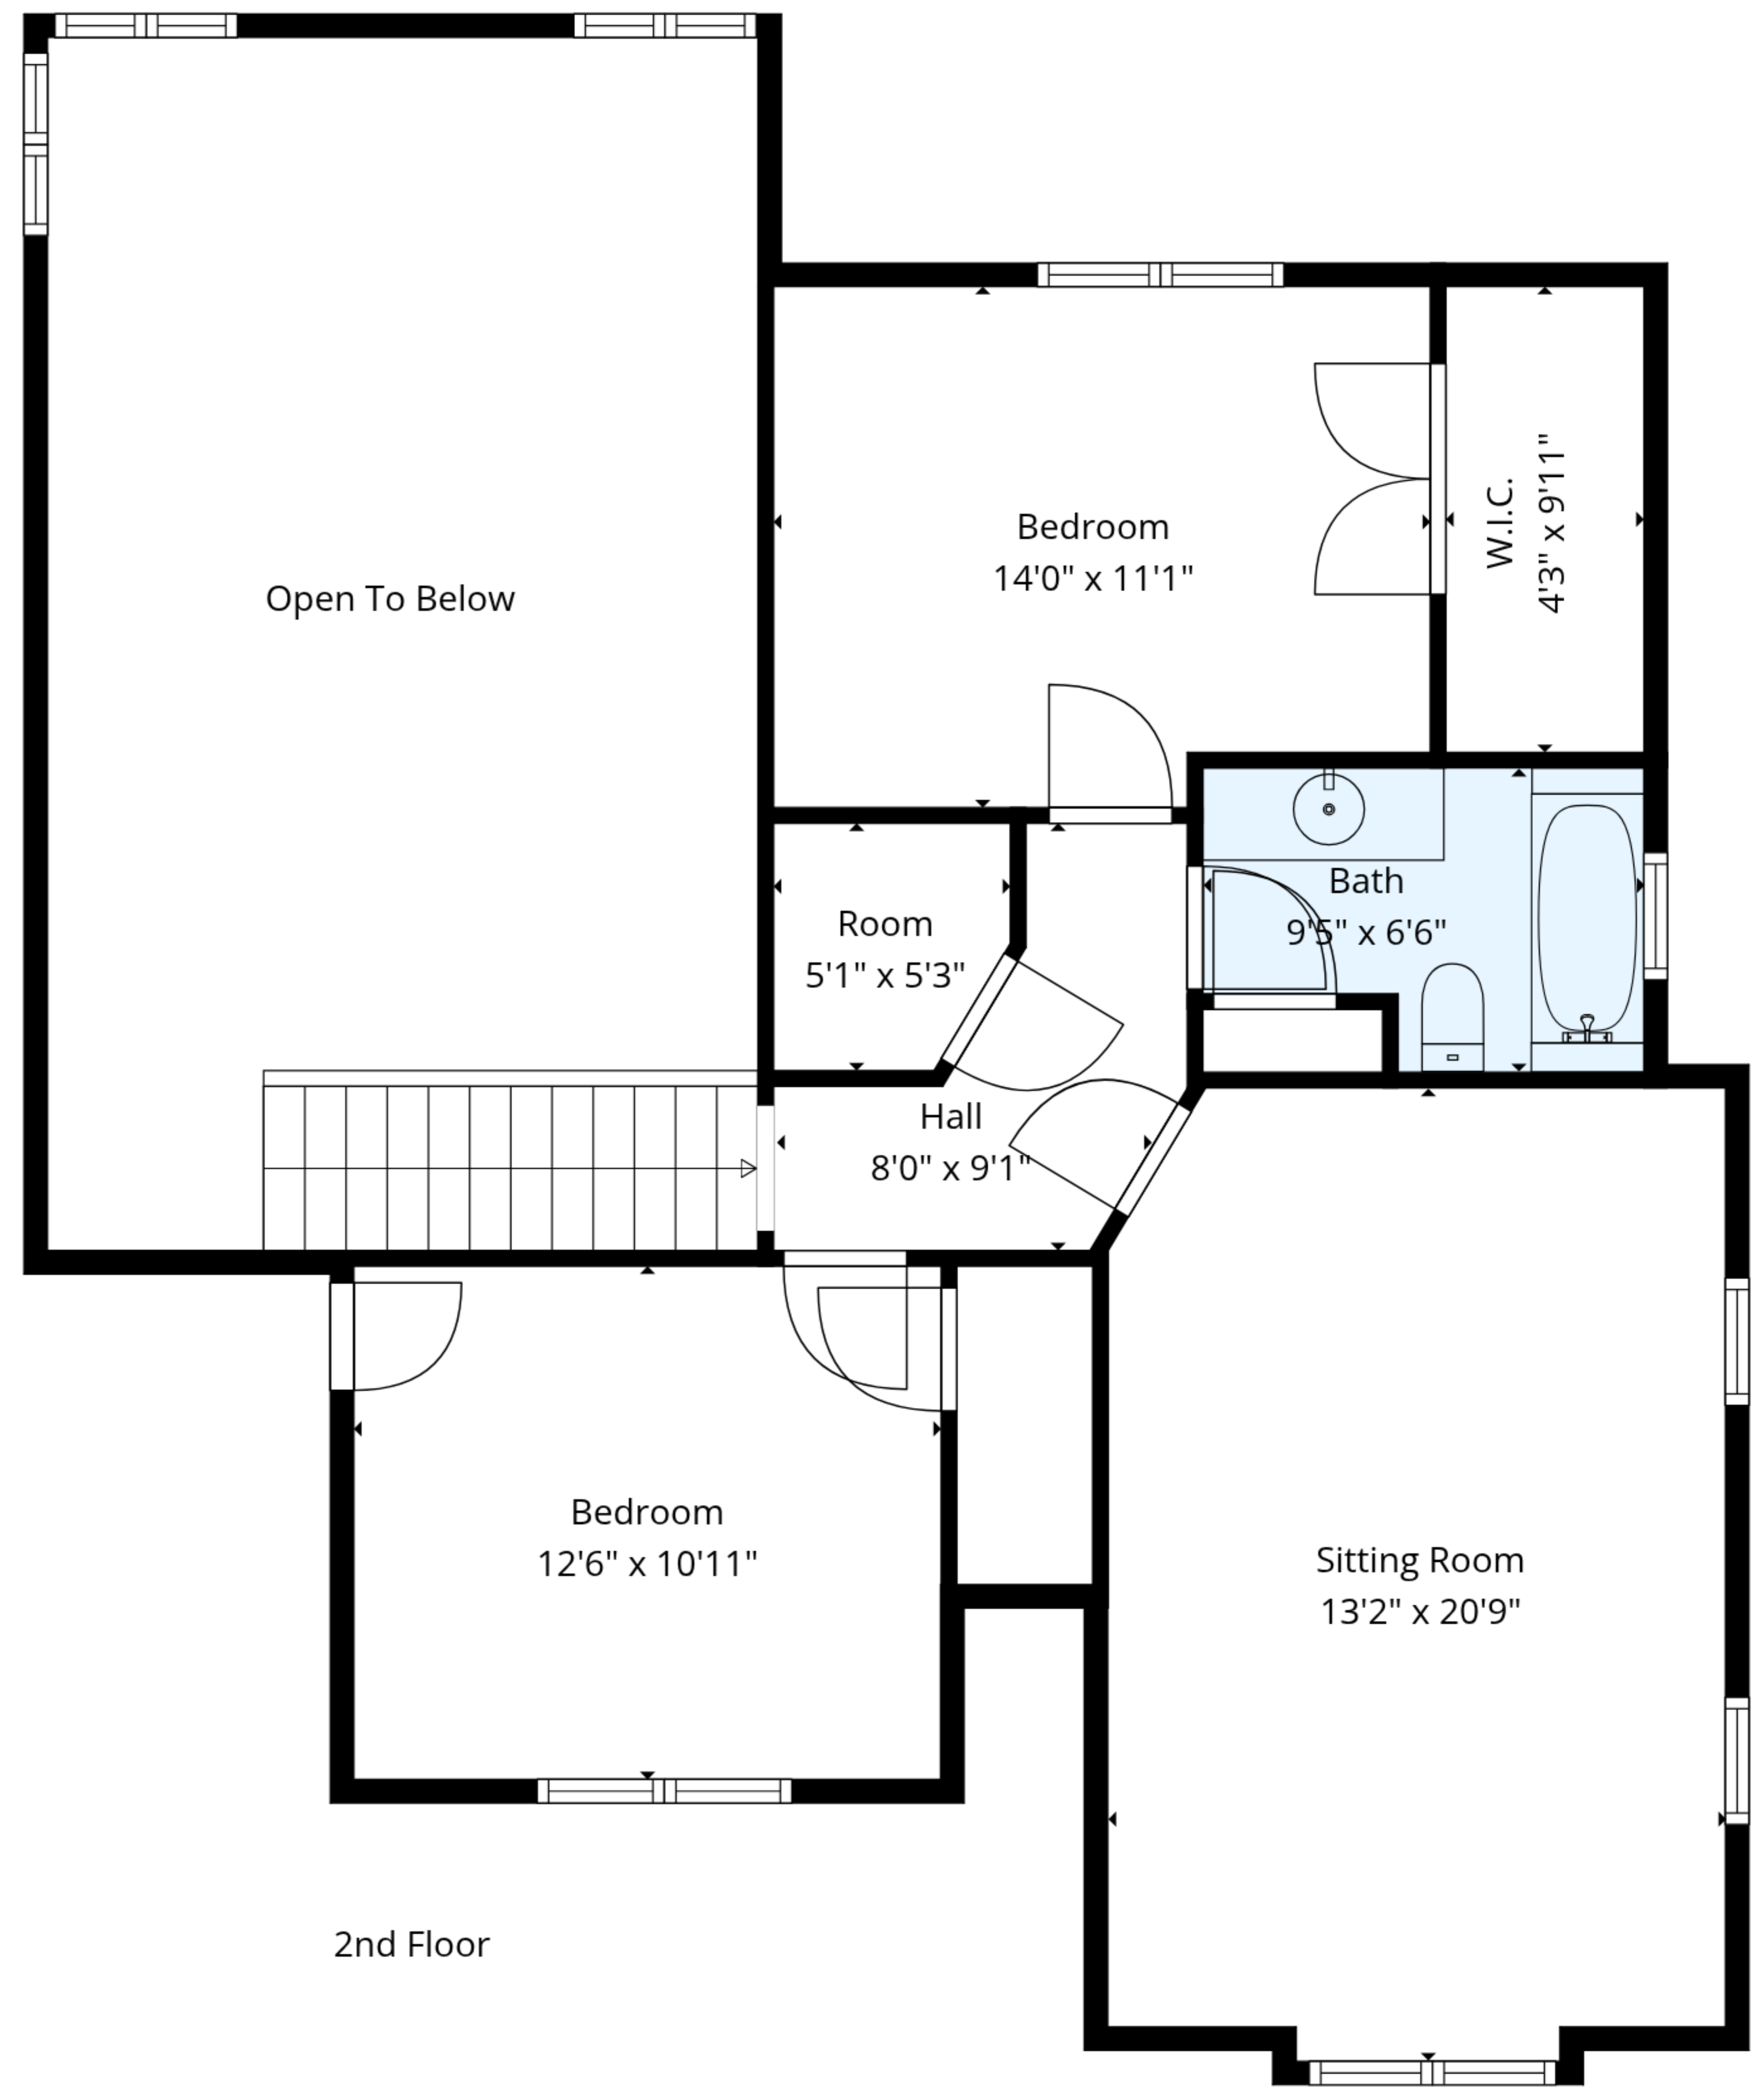 Open To Below
Bedroom
14'0" x 11'1"
W.I.C.
4'3" x 9'11"
Bath
9'5" x 6'6"
Room
5'1" x 5'3"
Hall
8'0" x 9'1"
Bedroom
12'6" x 10'11"
Sitting Room
13'2" x 20'9"
2nd Floor